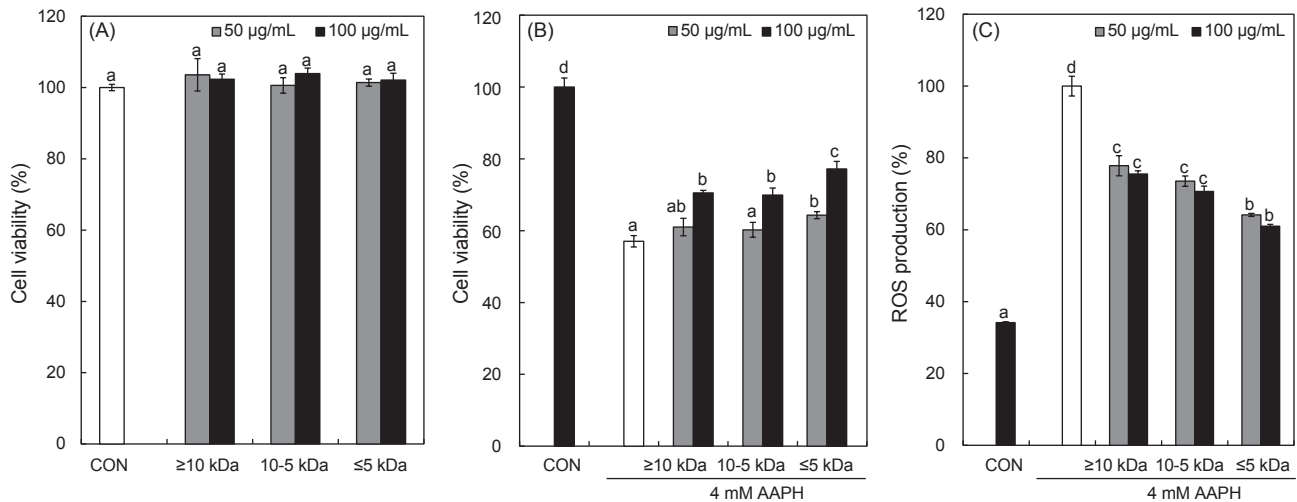 (A)
50 µg/mL 100 µg/mL
120
100
80
60
40
20
0
Cell viability (%)
a
a a
a a
a a
CON ≥10 kDa 10-5 kDa ≤5 kDa
(B)
50 µg/mL 100 µg/mL
120
100
80
60
40
20
0
Cell viability (%)
d
a
ab b
a b
b c
CON ≥10 kDa 10-5 kDa ≤5 kDa
4 mM AAPH
(C)
50 µg/mL 100 µg/mL
120
100
80
60
40
20
0
ROS production (%)
a
d
c c
c c
b b
CON ≥10 kDa 10-5 kDa ≤5 kDa
4 mM AAPH